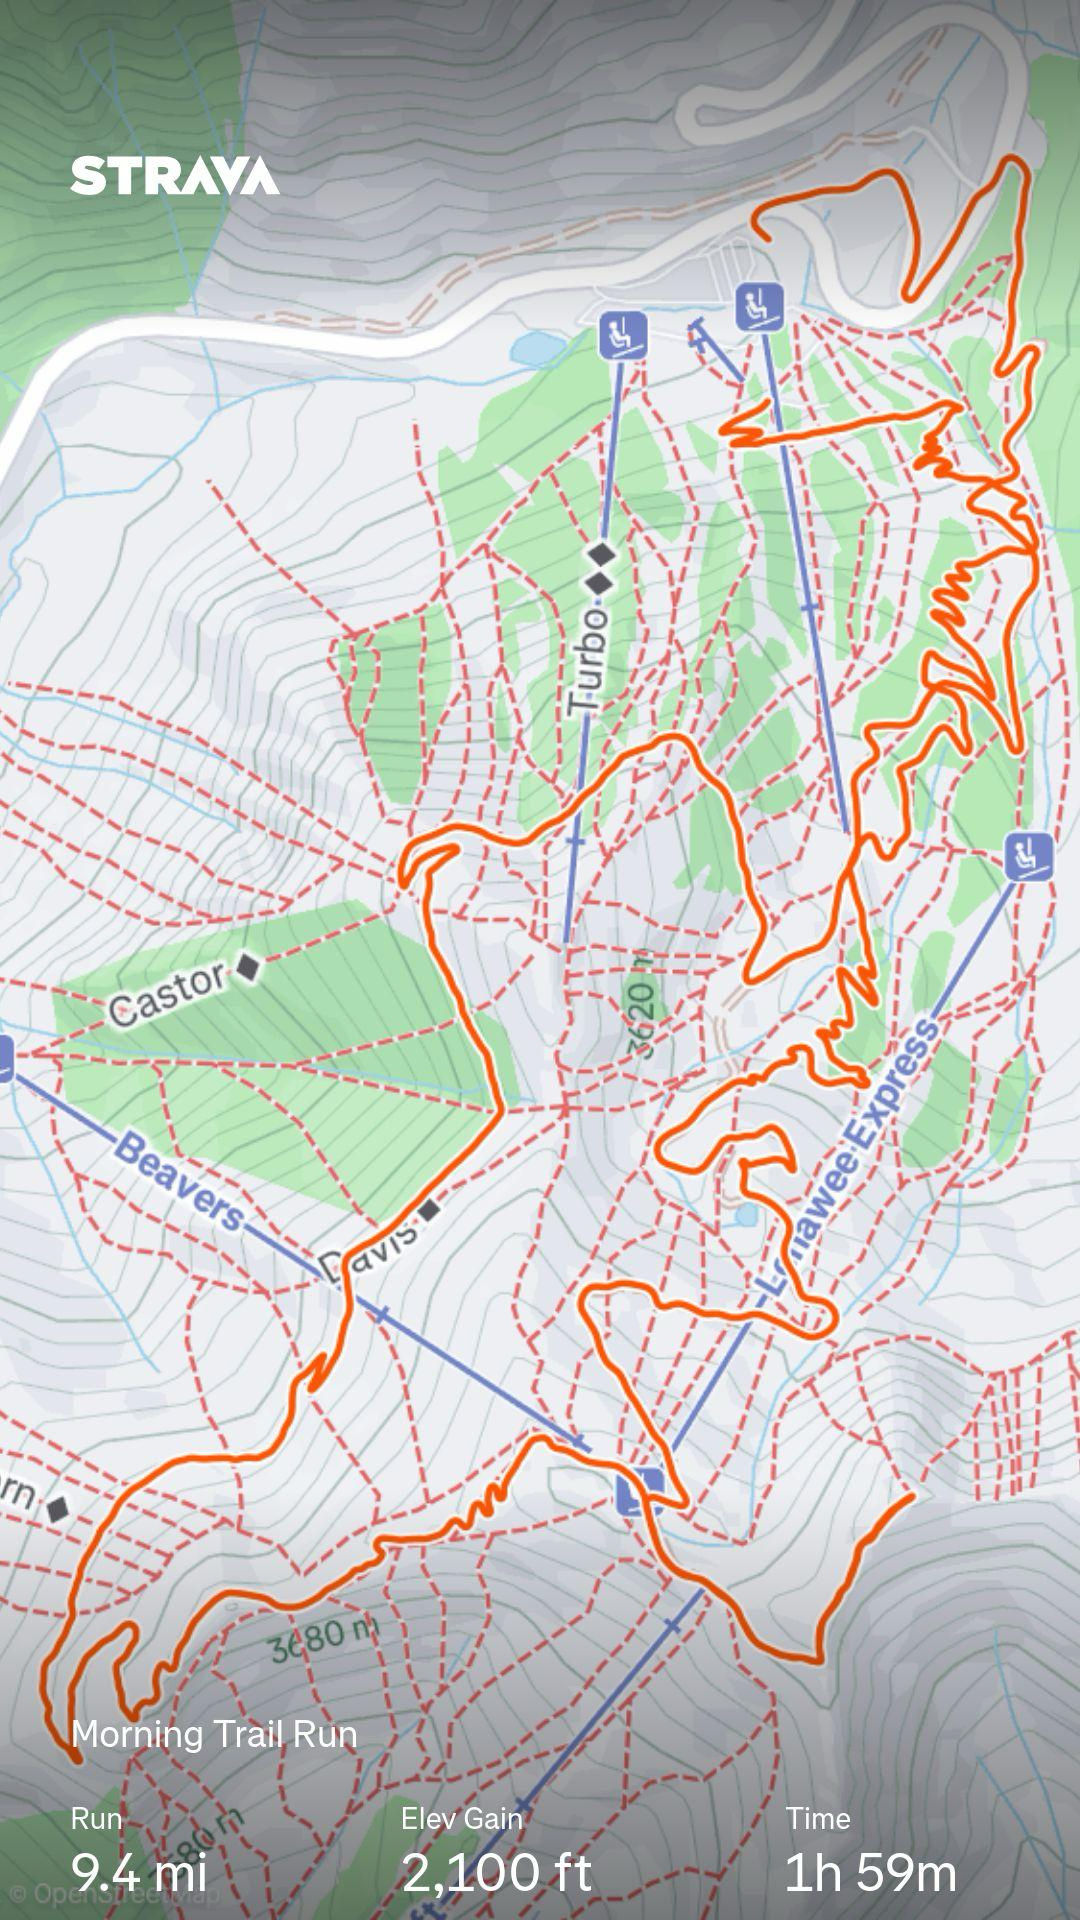 STRAVA
Turbo
Castor
3620 m
Beavers
Express
Davis
3680 m
Morning Trail Run
Run
Elev Gain
Time
9.4 mi
2,100 ft
1h 59m
© OpenStreetMap